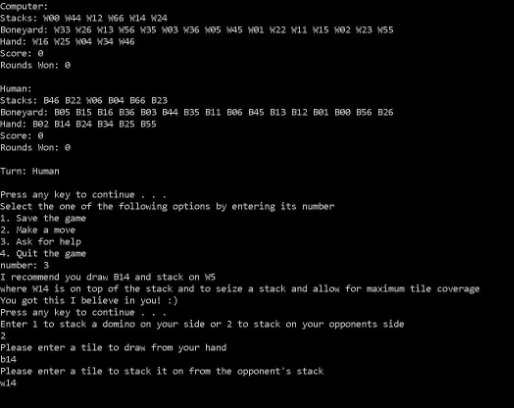 Computer:
Stacks: W00 W44 W12 W66 W14 W24
Boneyard: W33 W26 W13 W56 W35 W03 W36 W05 W45 W01 W22 W11 W15 W02 W23 W55
Hand: W16 W25 W04 W34 W46
Score: 0
Rounds Won: 0
Human:
Stacks: B46 B22 W06 B04 B66 B23
Boneyard: B05 B15 B16 B36 B03 B44 B35 B11 B06 B45 B13 B12 B01 B00 B56 B26
Hand: B02 B14 B24 B34 B25 B55
Score: 0
Rounds Won: 0
Turn: Human
Press any key to continue . . .
Select the one of the following options by entering its number
1. Save the game
2. Make a move
3. Ask for help
4. Quit the game
number: 3
I recommend you draw B14 and stack on W5
where W14 is on top of the stack and to seize a stack and allow for maximum tile coverage
You got this I believe in you! :)
Press any key to continue . . .
Enter 1 to stack a domino on your side or 2 to stack on your opponents side
2
Please enter a tile to draw from your hand
b14
Please enter a tile to stack it on from the opponent's stack
w14